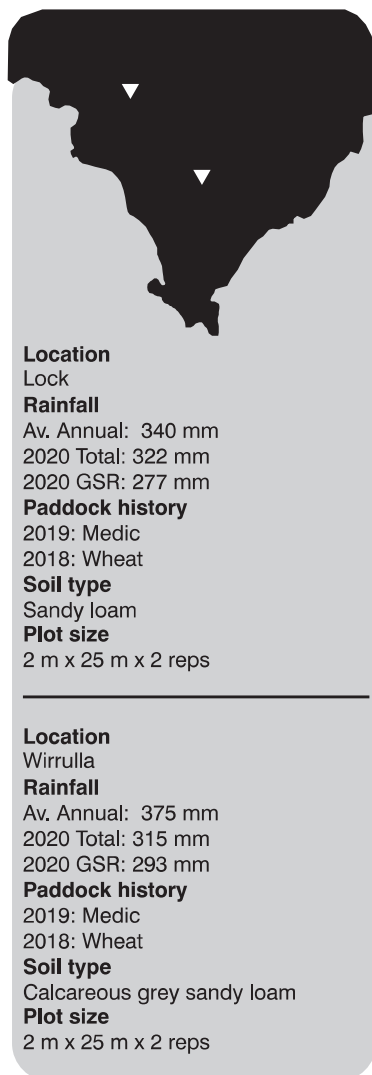 Location
Lock
Rainfall
Av. Annual: 340 mm
2020 Total: 322 mm
2020 GSR: 277 mm
Paddock history
2019: Medic
2018: Wheat
Soil type
Sandy loam
Plot size
2 m x 25 m x 2 reps
Location
Wirrulla
Rainfall
Av. Annual: 375 mm
2020 Total: 315 mm
2020 GSR: 293 mm
Paddock history
2019: Medic
2018: Wheat
Soil type
Calcareous grey sandy loam
Plot size
2 m x 25 m x 2 reps